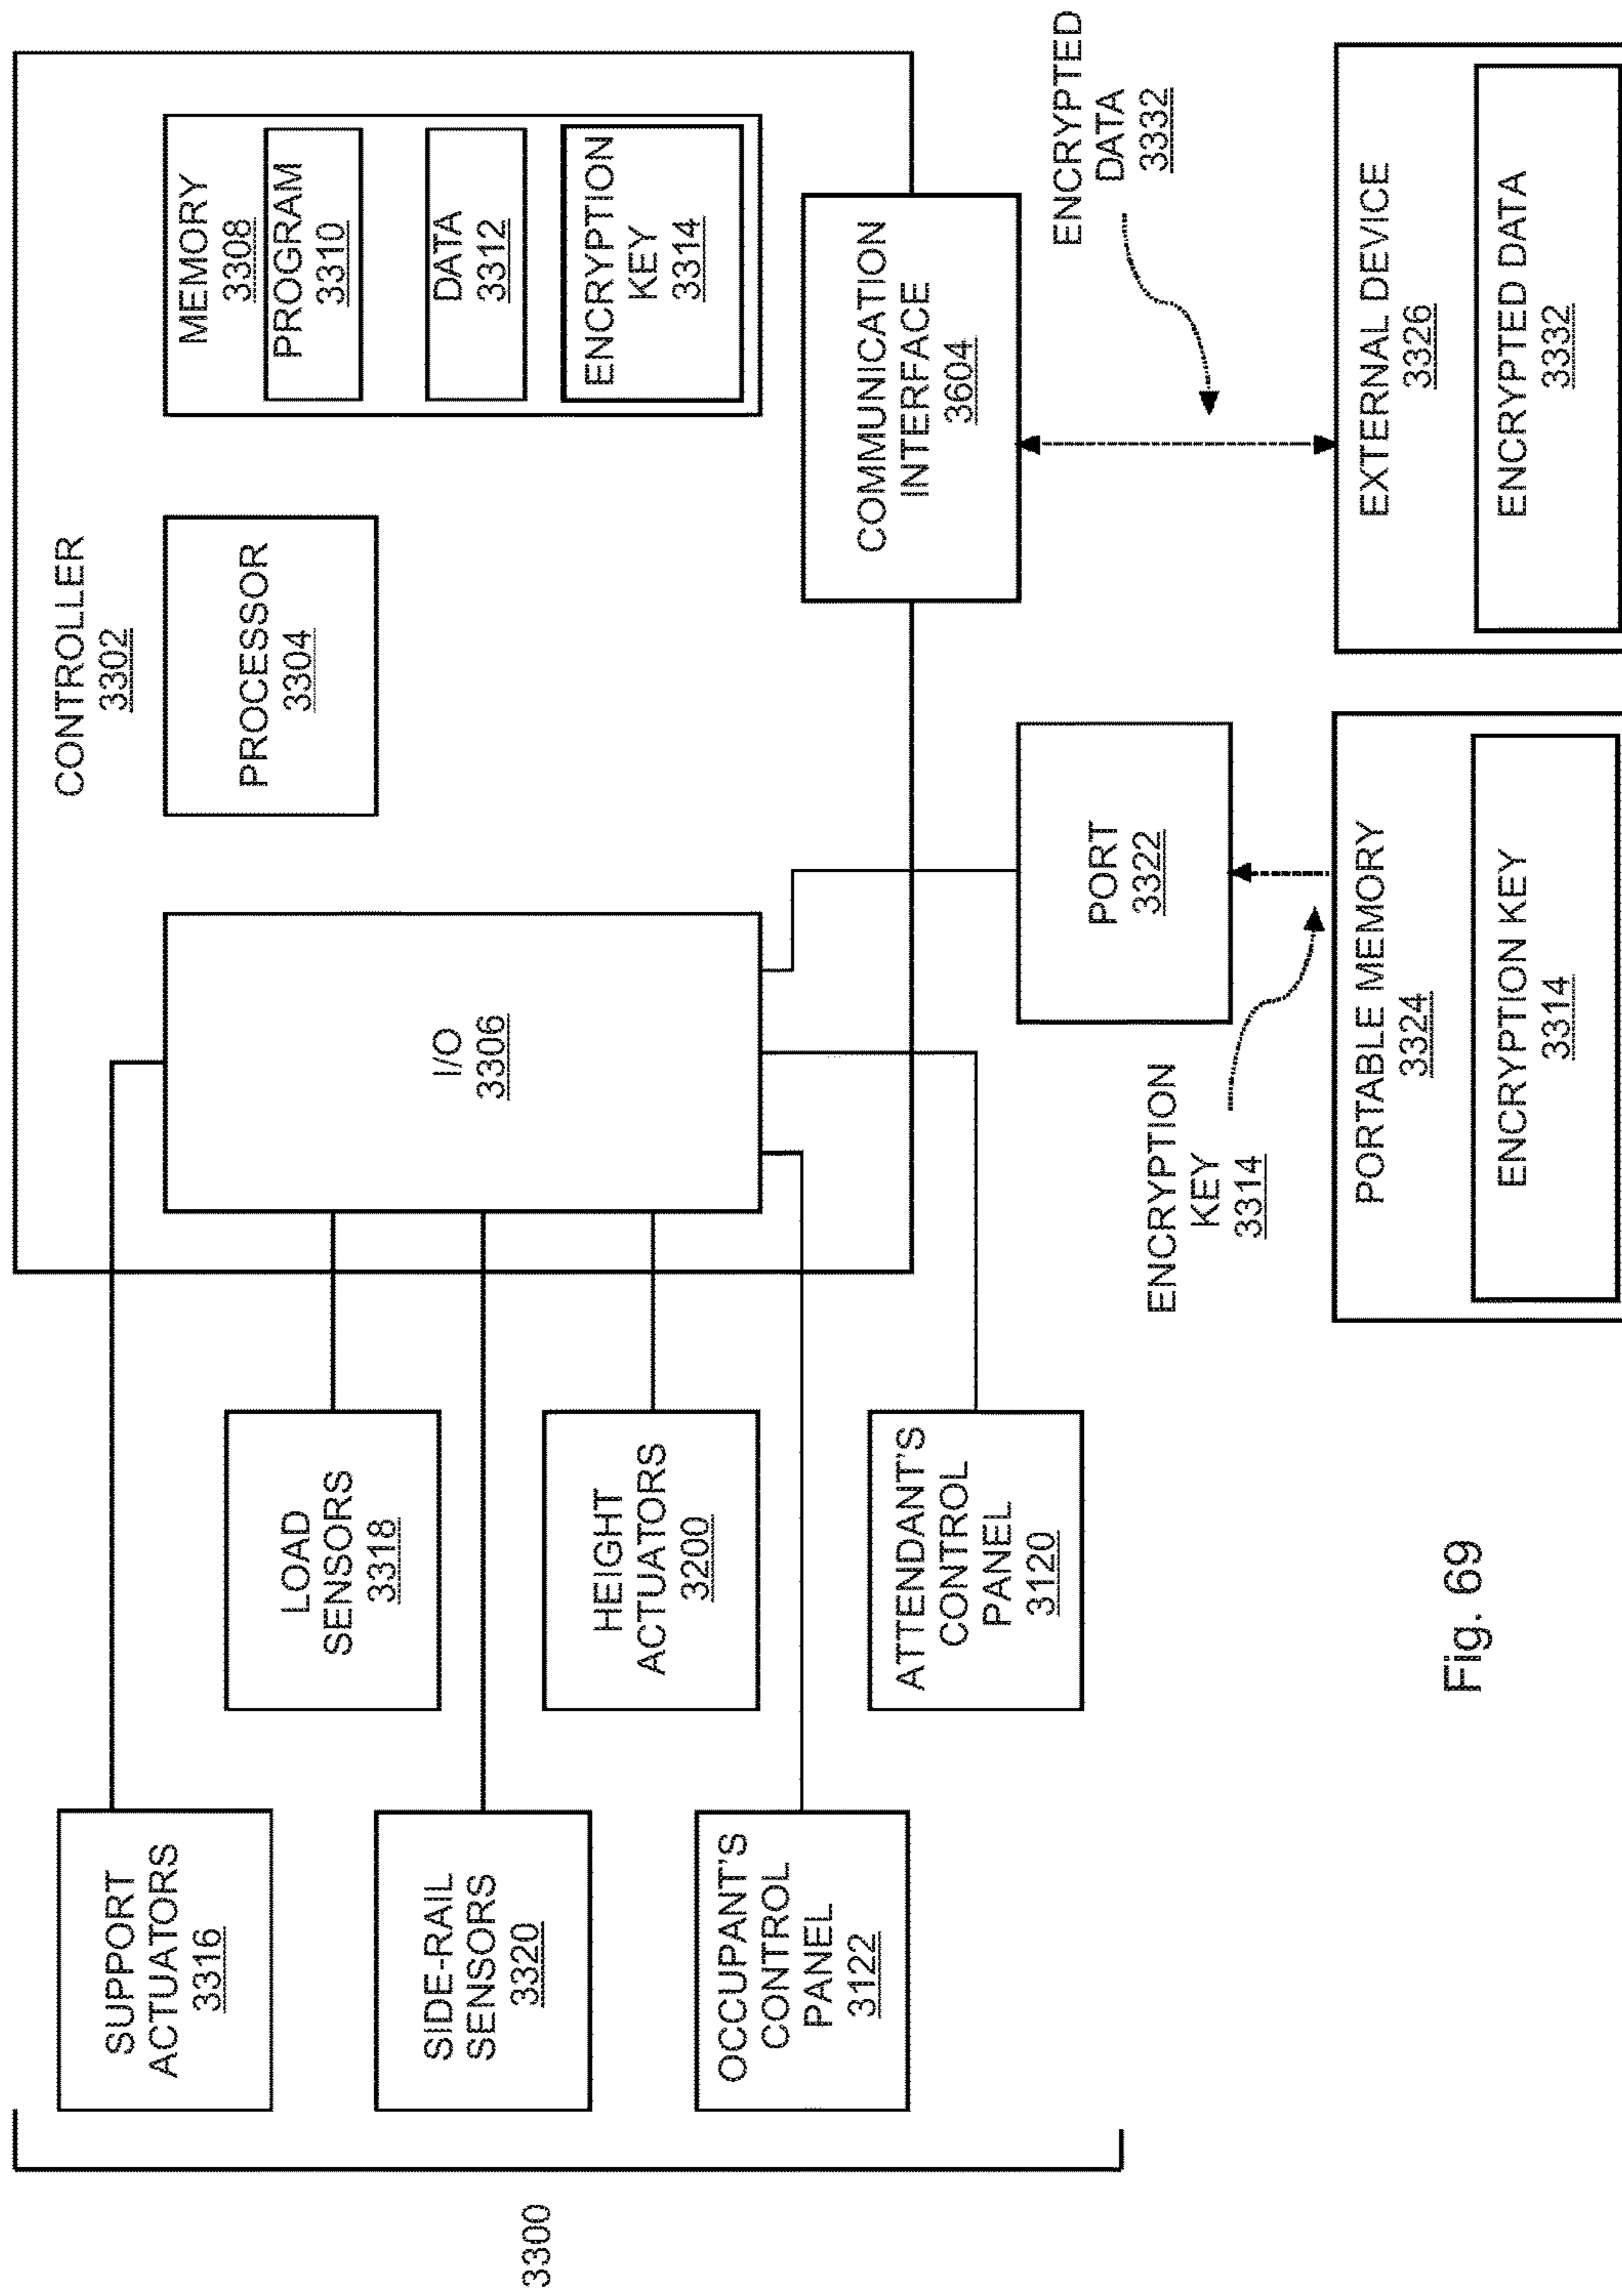 3300
SUPPORT
ACTUATORS
3316
SIDE-RAIL
SENSORS
3320
OCCUPANT'S
CONTROL
PANEL
3122
LOAD
SENSORS
3318
HEIGHT
ACTUATORS
3200
ATTENDANT'S
CONTROL
PANEL
3120
CONTROLLER
3302
I/O
3306
PROCESSOR
3304
MEMORY
3308
PROGRAM
3310
DATA
3312
ENCRYPTION
KEY
3314
COMMUNICATION
INTERFACE
3604
PORT
3322
ENCRYPTION
KEY
3314
ENCRYPTED
DATA
3332
PORTABLE MEMORY
3324
ENCRYPTION KEY
3314
EXTERNAL DEVICE
3326
ENCRYPTED DATA
3332
Fig. 69